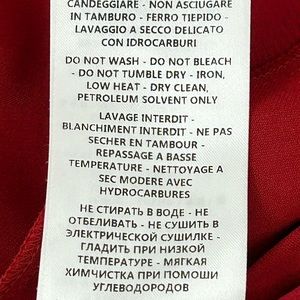 CANDEGGIARE - NON ASCIUGARE
IN TAMBURO - FERRO TIEPIDO -
LAVAGGIO A SECCO DELICATO
CON IDROCARBURI
DO NOT WASH - DO NOT BLEACH
- DO NOT TUMBLE DRY - IRON,
LOW HEAT - DRY CLEAN,
PETROLEUM SOLVENT ONLY
LAVAGE INTERDIT -
BLANCHIMENT INTERDIT - NE PAS
SECHER EN TAMBOUR -
REPASSAGE A BASSE
TEMPERATURE - NETTOYAGE A
SEC MODERE AVEC
HYDROCARBURES
НЕ СТИРАТЬ В ВОДЕ - НЕ
ОТБЕЛИВАТЬ - НЕ СУШИТЬ В
ЭЛЕКТРИЧЕСКОЙ СУШИЛКЕ -
ГЛАДИТЬ ПРИ НИЗКОЙ
ТЕМПЕРАТУРЕ - МЯГКАЯ
ХИМЧИСТКА ПРИ ПОМОЩИ
УГЛЕВОДОРОДОВ